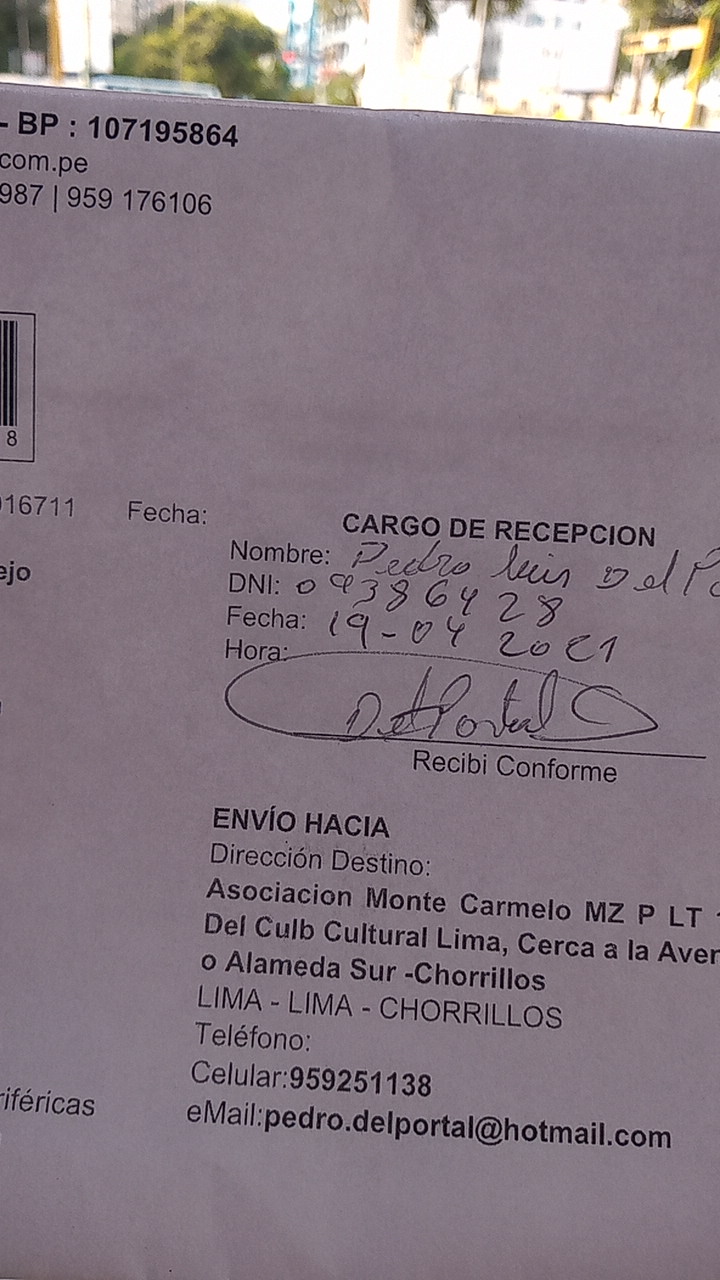 - BP : 107195864
com.pe
987 | 959 176106
8
016711 Fecha:
CARGO DE RECEPCION
ejo
Nombre: Pedro Luis Del Po
DNI: 09386428
Fecha: 19-04 2021
Hora:
DelPortal
Recibi Conforme
ENVÍO HACIA
Dirección Destino:
Asociacion Monte Carmelo MZ P LT
Del Culb Cultural Lima, Cerca a la Aven
o Alameda Sur -Chorrillos
LIMA - LIMA - CHORRILLOS
Teléfono:
Celular:959251138
riféricas
eMail:pedro.delportal@hotmail.com